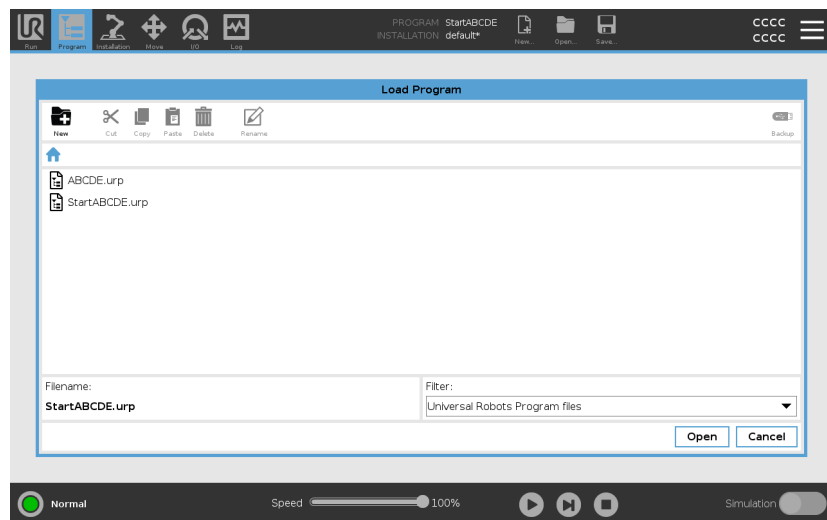 PROGRAM StartABCDE
INSTALLATION default*
CCCC
CCCC
Run Program Installation Move I/O Log New... Open... Save...
Load Program
New Cut Copy Paste Delete Rename Backup
ABCDE.urp
StartABCDE.urp
Filename:
StartABCDE.urp
Filter:
Universal Robots Program files
Open Cancel
Normal Speed 100% Simulation